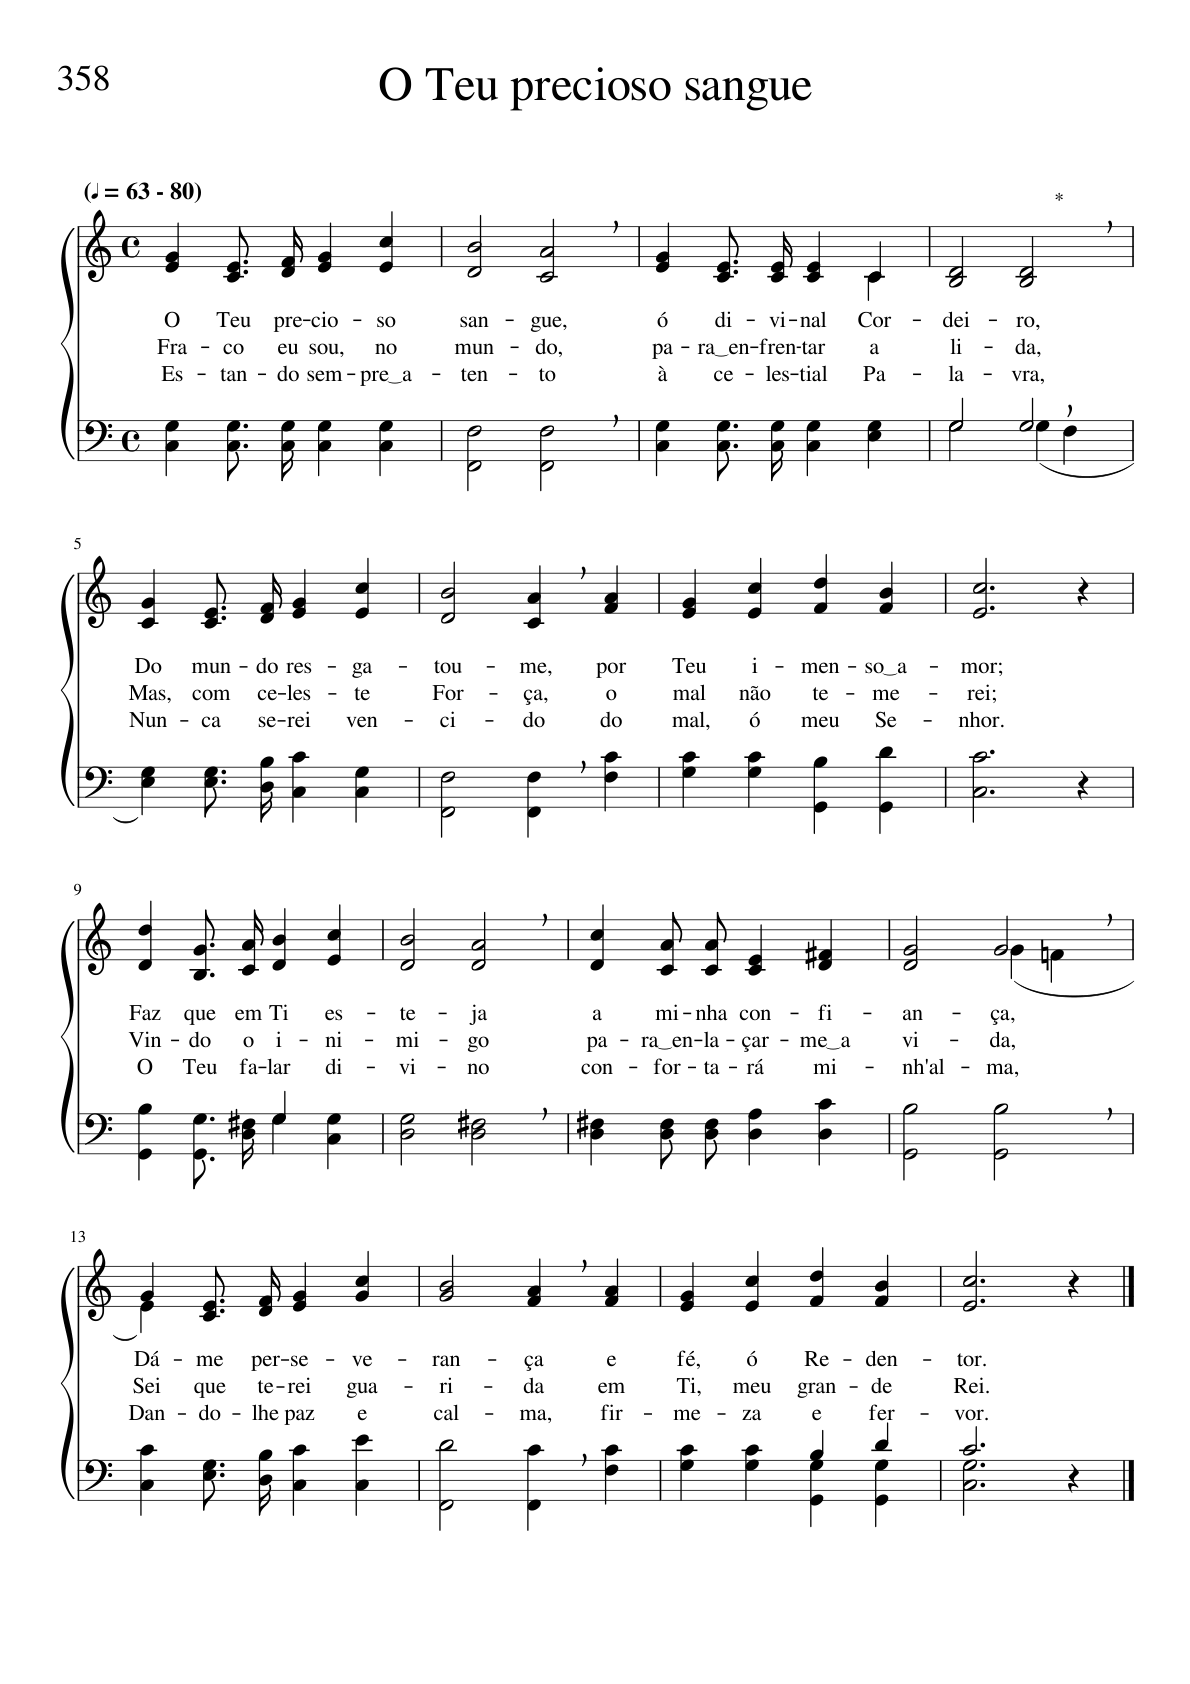 358
O Teu precioso sangue
(♩ = 63 - 80)
*
O Teu pre–cio – so san – gue, ó di – vi–nal Cor – dei – ro,
Fra – co eu sou, no mun – do, pa – ra‿en–fren–tar a li – da,
Es – tan – do sem–pre‿a – ten – to à ce – les–tial Pa – la – vra,
5
Do mun – do res – ga – tou – me, por Teu i – men – so‿a – mor;
Mas, com ce–les – te For – ça, o mal não te – me – rei;
Nun – ca se–rei ven – ci – do do mal, ó meu Se – nhor.
9
Faz que em Ti es – te – ja a mi–nha con – fi – an – ça,
Vin – do o i – ni – mi – go pa – ra‿en–la – çar – me‿a vi – da,
O Teu fa–lar di – vi – no con – for – ta – rá mi – nh'al – ma,
13
Dá – me per–se – ve – ran – ça e fé, ó Re – den – tor.
Sei que te–rei gua – ri – da em Ti, meu gran – de Rei.
Dan – do – lhe paz e cal – ma, fir – me – za e fer – vor.